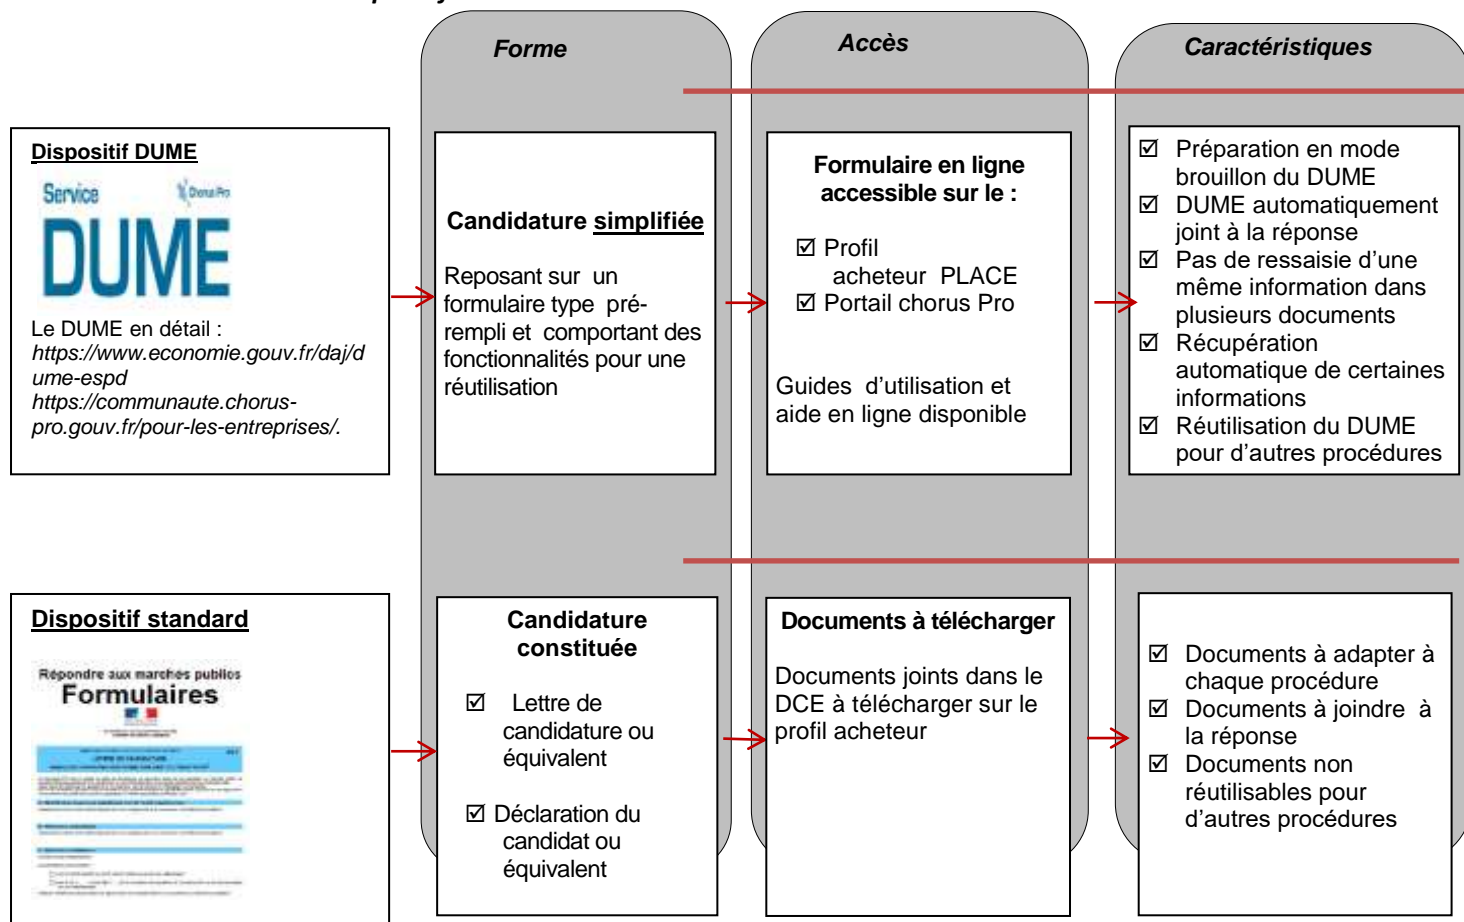 Forme
Accès
Caractéristiques
Dispositif DUME
Service
Chorus Pro
DUME
Le DUME en détail :
https://www.economie.gouv.fr/daj/d
ume-espd
https://communaute.chorus-
pro.gouv.fr/pour-les-entreprises/.
Candidature simplifiée
Reposant sur un
formulaire type pré-
rempli et comportant des
fonctionnalités pour une
réutilisation
Formulaire en ligne
accessible sur le :
☑ Profil
acheteur PLACE
☑ Portail chorus Pro
Guides d’utilisation et
aide en ligne disponible
☑ Préparation en mode
brouillon du DUME
☑ DUME automatiquement
joint à la réponse
☑ Pas de ressaisie d’une
même information dans
plusieurs documents
☑ Récupération
automatique de certaines
informations
☑ Réutilisation du DUME
pour d’autres procédures
Dispositif standard
Répondre aux marchés publics
Formulaires
Candidature
constituée
☑ Lettre de
candidature ou
équivalent
☑ Déclaration du
candidat ou
équivalent
Documents à télécharger
Documents joints dans le
DCE à télécharger sur le
profil acheteur
☑ Documents à adapter à
chaque procédure
☑ Documents à joindre à
la réponse
☑ Documents non
réutilisables pour
d’autres procédures